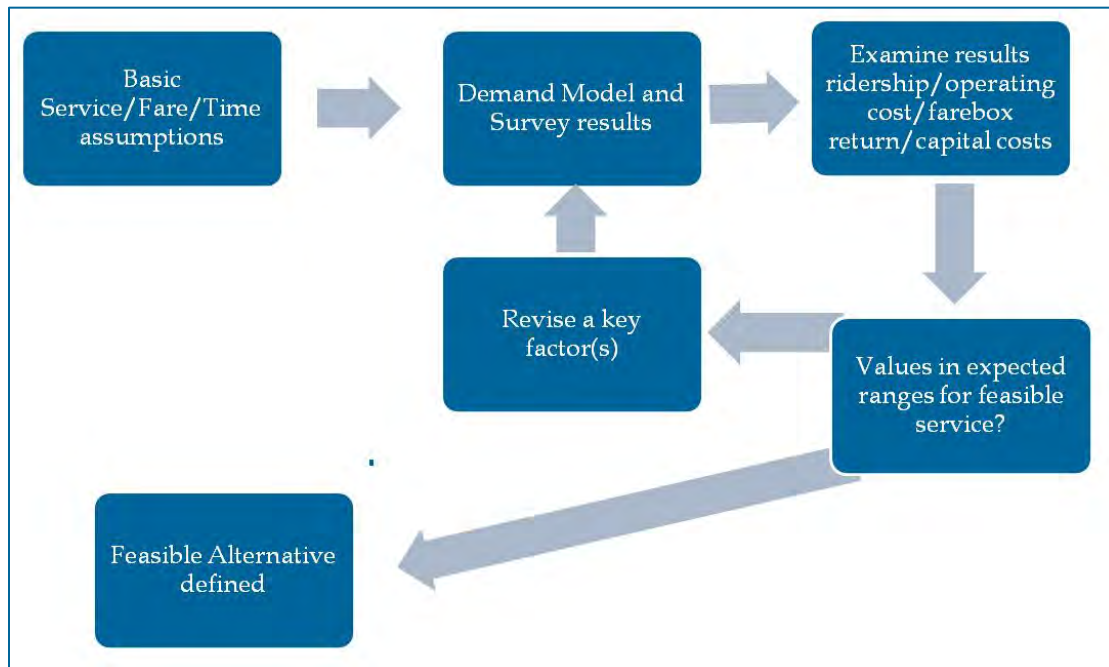 Basic
Service/Fare/Time
assumptions
Demand Model and
Survey results
Examine results
ridership/operating
cost/farebox
return/capital costs
Revise a key
factor(s)
Values in expected
ranges for feasible
service?
Feasible Alternative
defined